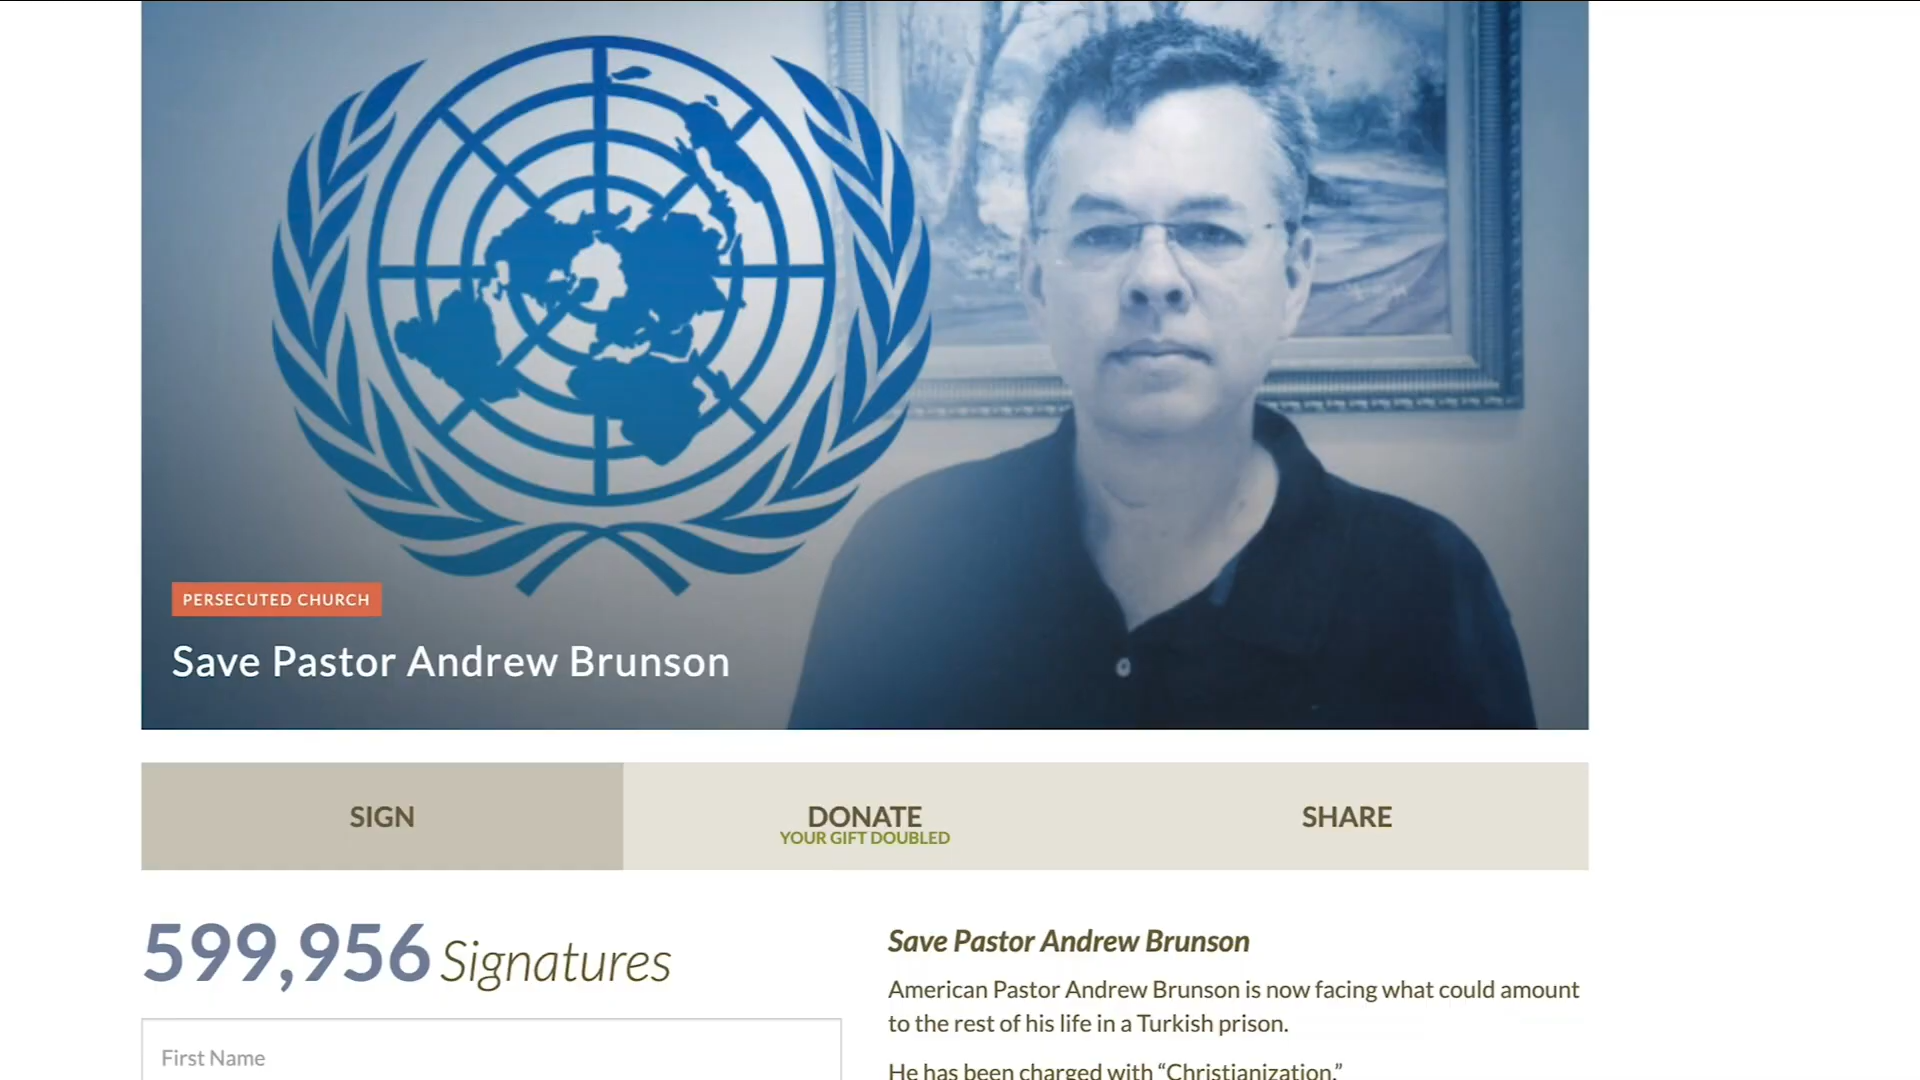 PERSECUTED CHURCH
Save Pastor Andrew Brunson
SIGN
DONATE
YOUR GIFT DOUBLED
SHARE
599,956 Signatures
First Name
Save Pastor Andrew Brunson
American Pastor Andrew Brunson is now facing what could amount
to the rest of his life in a Turkish prison.
He has been charged with “Christianization.”